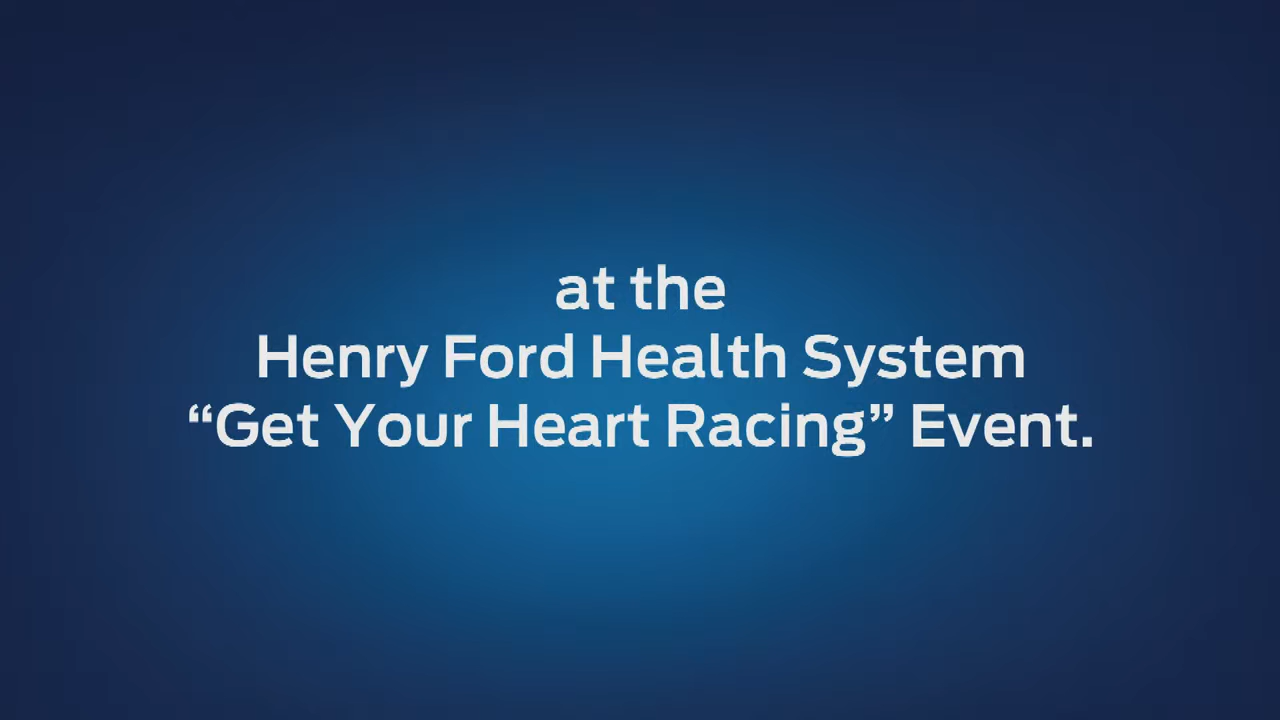 at the
Henry Ford Health System
“Get Your Heart Racing” Event.